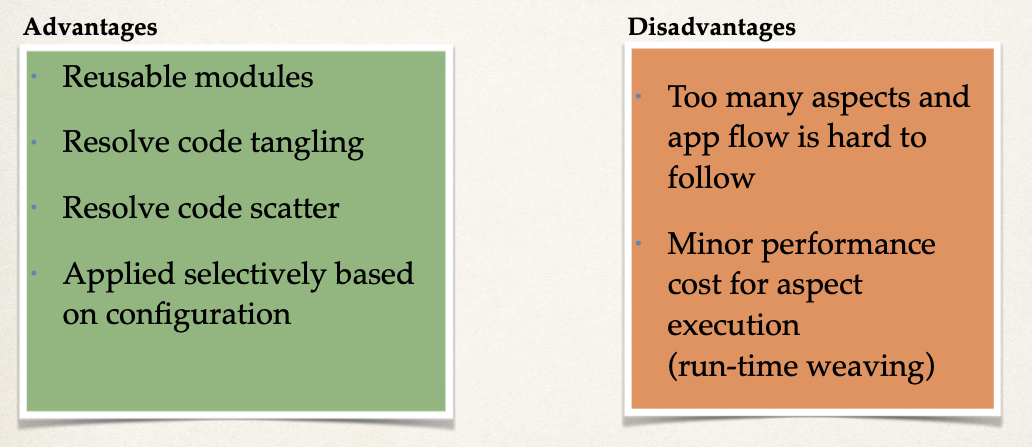 Advantages
• Reusable modules
• Resolve code tangling
• Resolve code scatter
• Applied selectively based
on configuration
Disadvantages
• Too many aspects and
app flow is hard to
follow
• Minor performance
cost for aspect
execution
(run-time weaving)